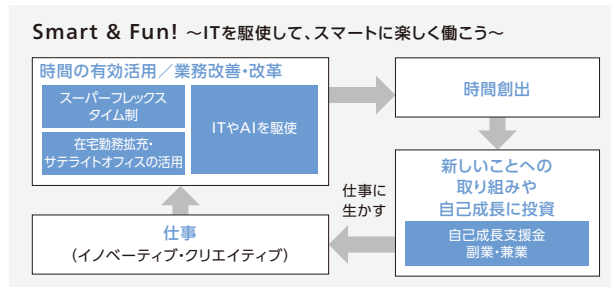 Smart & Fun! ～ITを駆使して、スマートに楽しく働こう～
時間の有効活用／業務改善・改革
スーパーフレックス
タイム制
在宅勤務拡充・
サテライトオフィスの活用
ITやAIを駆使
時間創出
新しいことへの
取り組みや
自己成長に投資
自己成長支援金
副業・兼業
仕事に
生かす
仕事
（イノベーティブ・クリエイティブ）